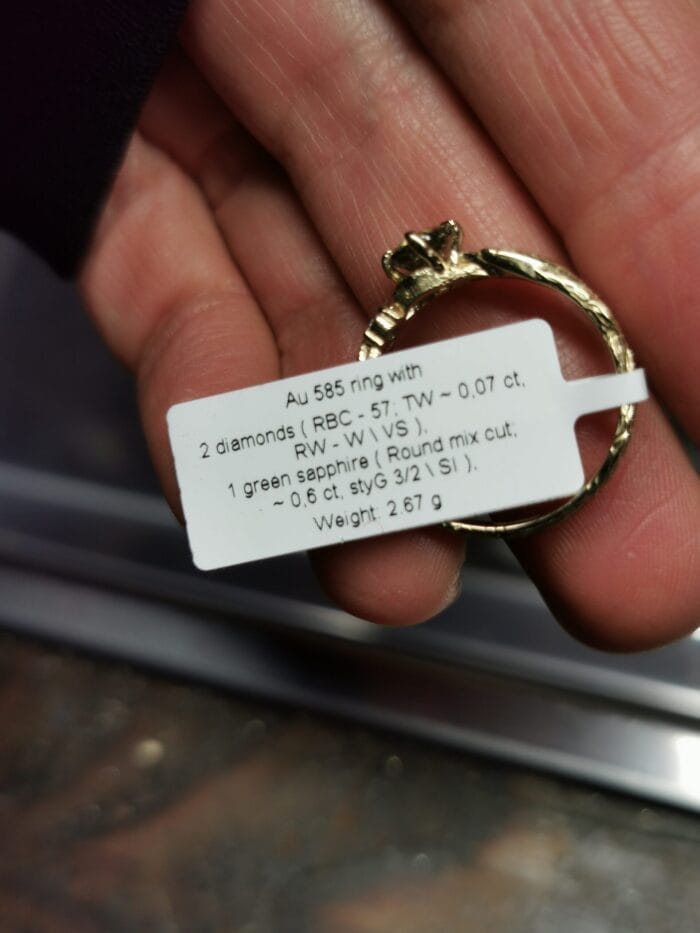 Au 585 ring with
2 diamonds ( RBC - 57; TW ~ 0,07 ct,
RW - W \ VS ),
1 green sapphire ( Round mix cut;
~ 0,6 ct, styG 3/2 \ SI ).
Weight: 2.67 g